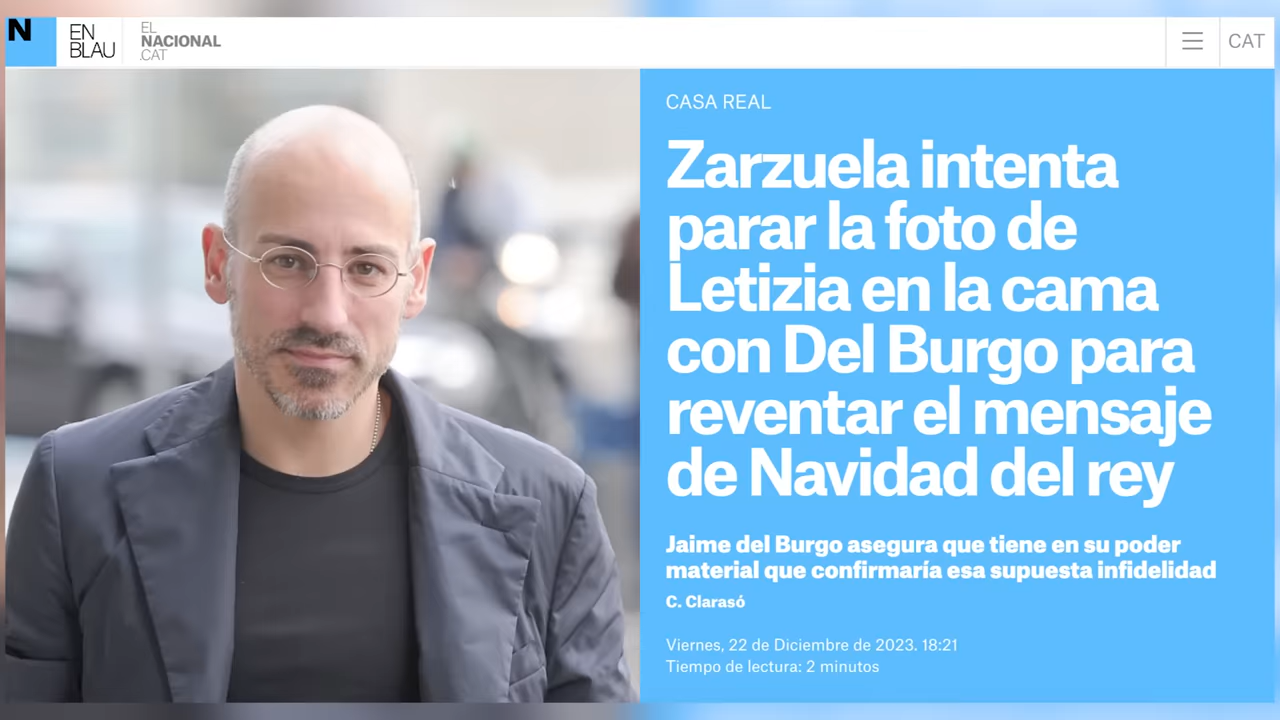 N
EN
BLAU
EL
NACIONAL
.CAT
CAT
CASA REAL
Zarzuela intenta
parar la foto de
Letizia en la cama
con Del Burgo para
reventar el mensaje
de Navidad del rey
Jaime del Burgo asegura que tiene en su poder
material que confirmaría esa supuesta infidelidad
C. Clarasó
Viernes, 22 de Diciembre de 2023. 18:21
Tiempo de lectura: 2 minutos